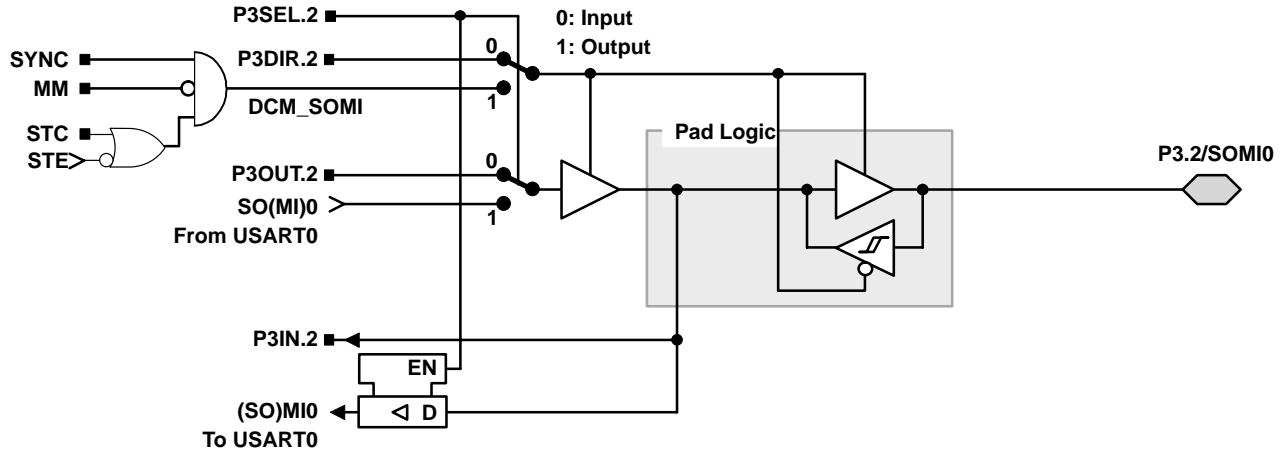 P3SEL.2
0: Input
1: Output
SYNC
P3DIR.2
0
MM
1
DCM_SOMI
STC
STE
Pad Logic
P3.2/SOMI0
P3OUT.2
0
SO(MI)0
1
From USART0
P3IN.2
EN
(SO)MI0
D
To USART0